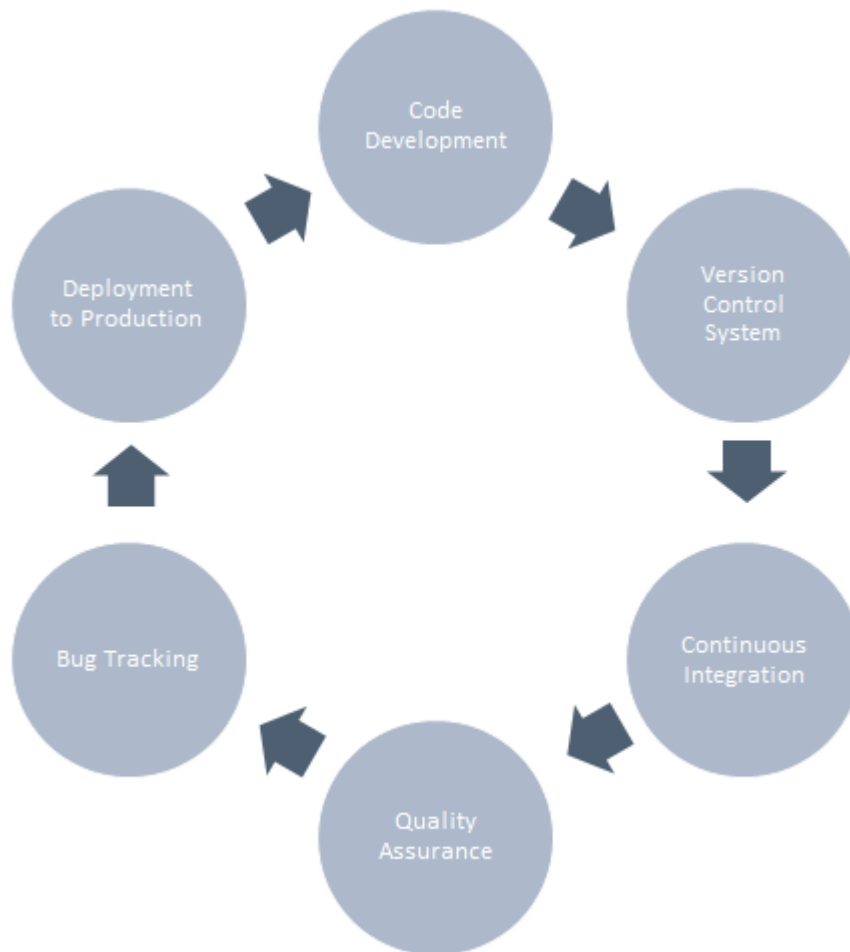 Code
Development
Version
Control
System
Continuous
Integration
Quality
Assurance
Bug Tracking
Deployment
to Production